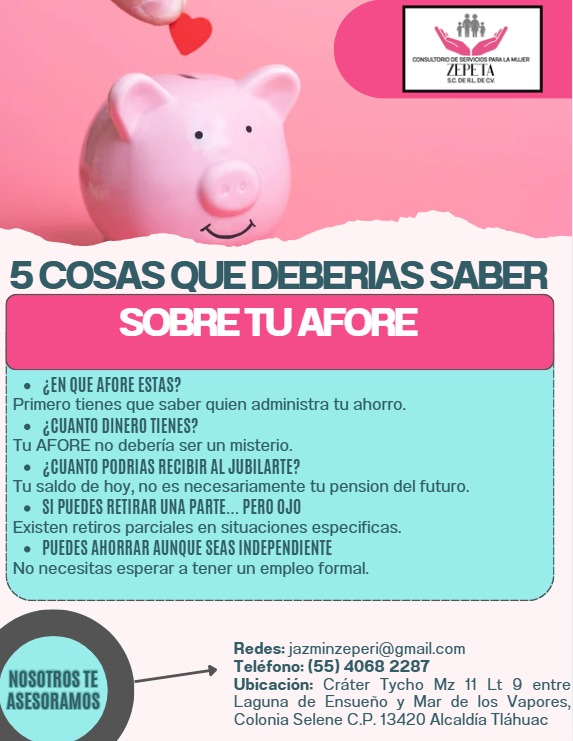 CONSULTORIO DE SERVICIOS PARA LA MUJER
ZEPETA
S.C. DE R.L. DE C.V.
5 COSAS QUE DEBERIAS SABER
SOBRE TU AFORE
• ¿EN QUE AFORE ESTAS?
Primero tienes que saber quien administra tu ahorro.
• ¿CUANTO DINERO TIENES?
Tu AFORE no debería ser un misterio.
• ¿CUANTO PODRIAS RECIBIR AL JUBILARTE?
Tu saldo de hoy, no es necesariamente tu pension del futuro.
• SI PUEDES RETIRAR UNA PARTE... PERO OJO
Existen retiros parciales en situaciones especificas.
• PUEDES AHORRAR AUNQUE SEAS INDEPENDIENTE
No necesitas esperar a tener un empleo formal.
NOSOTROS TE
ASESORAMOS
Redes: jazminzeperi@gmail.com
Teléfono: (55) 4068 2287
Ubicación: Cráter Tycho Mz 11 Lt 9 entre
Laguna de Ensueño y Mar de los Vapores,
Colonia Selene C.P. 13420 Alcaldía Tláhuac